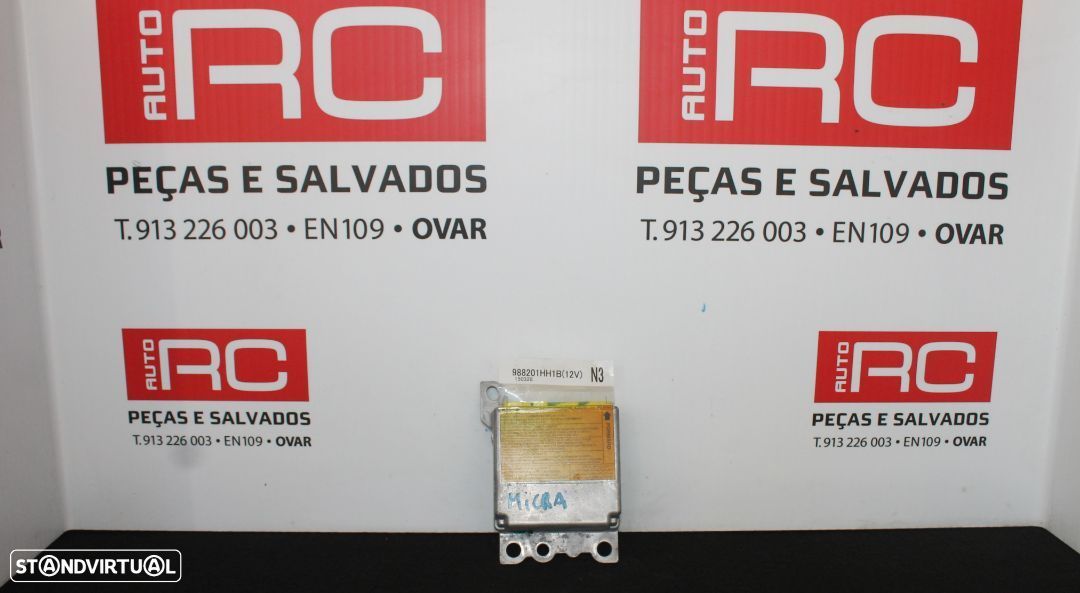 AUTO RC
PEÇAS E SALVADOS
T. 913 226 003 • EN109 • OVAR
AUTO RC
PEÇAS E SALVADOS
T. 913 226 003 • EN109 • OVAR
AUTO RC
PEÇAS E SALVADOS
T. 913 226 003 • EN109 • OVAR
AUTO RC
PEÇAS E SALVADOS
T. 913 226 003 • EN109 • OVAR
988201HH1B(12V) N3
150326
FORWARD
MiCRA
STANDVIRTUAL